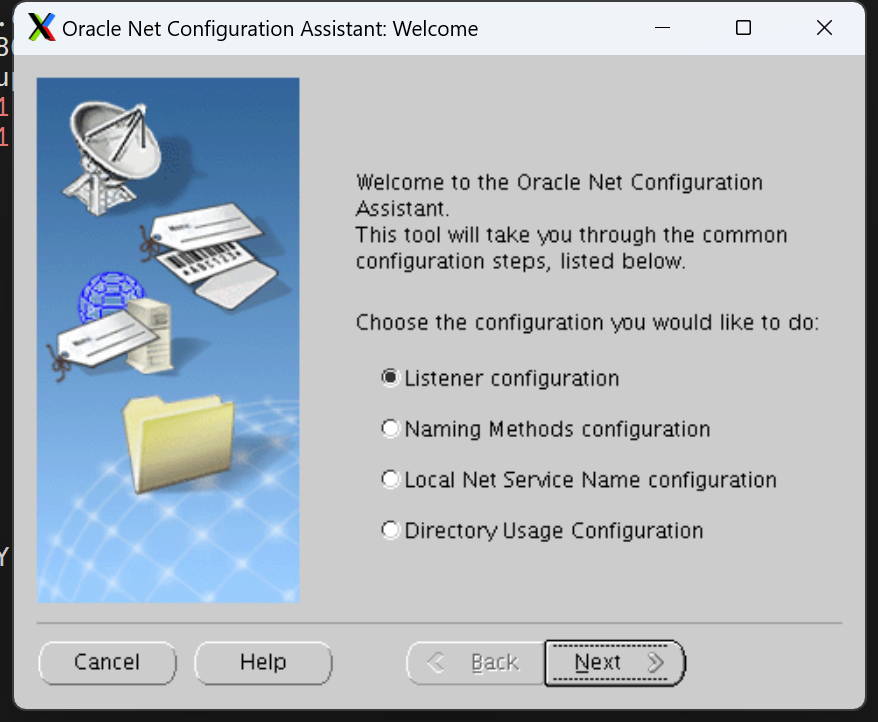 Oracle Net Configuration Assistant: Welcome
Welcome to the Oracle Net Configuration
Assistant.
This tool will take you through the common
configuration steps, listed below.
Choose the configuration you would like to do:
Listener configuration
Naming Methods configuration
Local Net Service Name configuration
Directory Usage Configuration
Cancel
Help
Back
Next